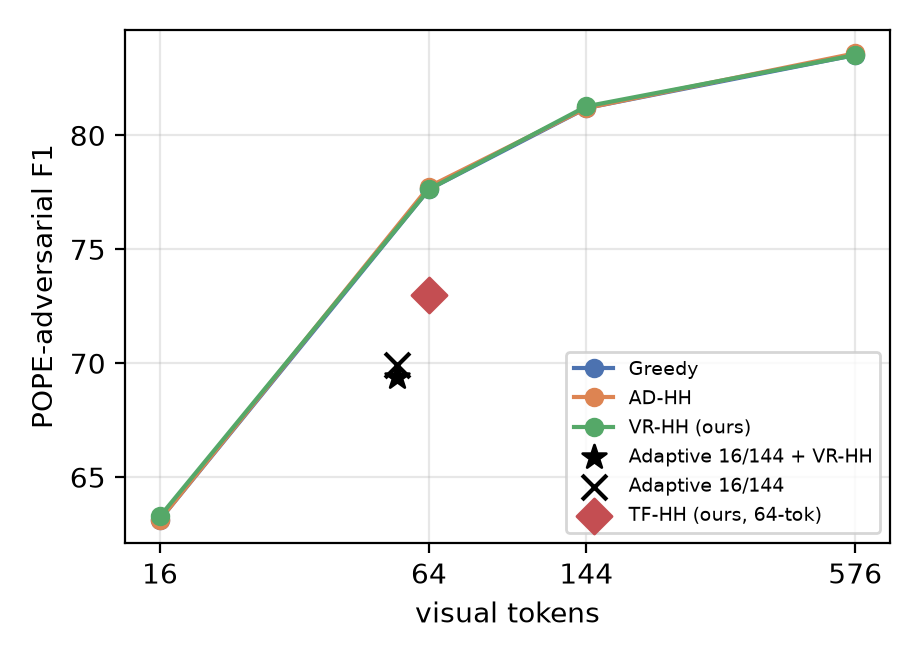 POPE-adversarial F1
80
75
70
65
16
64
144
576
visual tokens
Greedy
AD-HH
VR-HH (ours)
Adaptive 16/144 + VR-HH
Adaptive 16/144
TF-HH (ours, 64-tok)